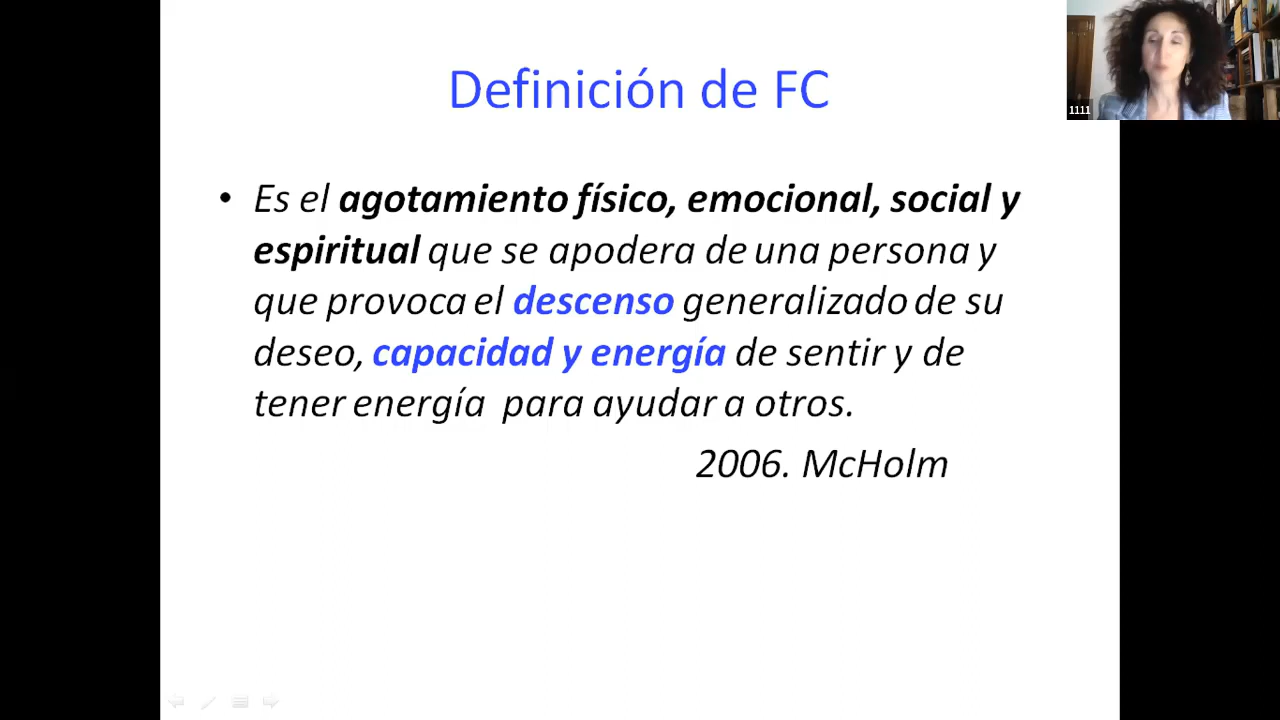 Definición de FC
1111
• Es el agotamiento físico, emocional, social y
espiritual que se apodera de una persona y
que provoca el descenso generalizado de su
deseo, capacidad y energía de sentir y de
tener energía para ayudar a otros.
2006. McHolm